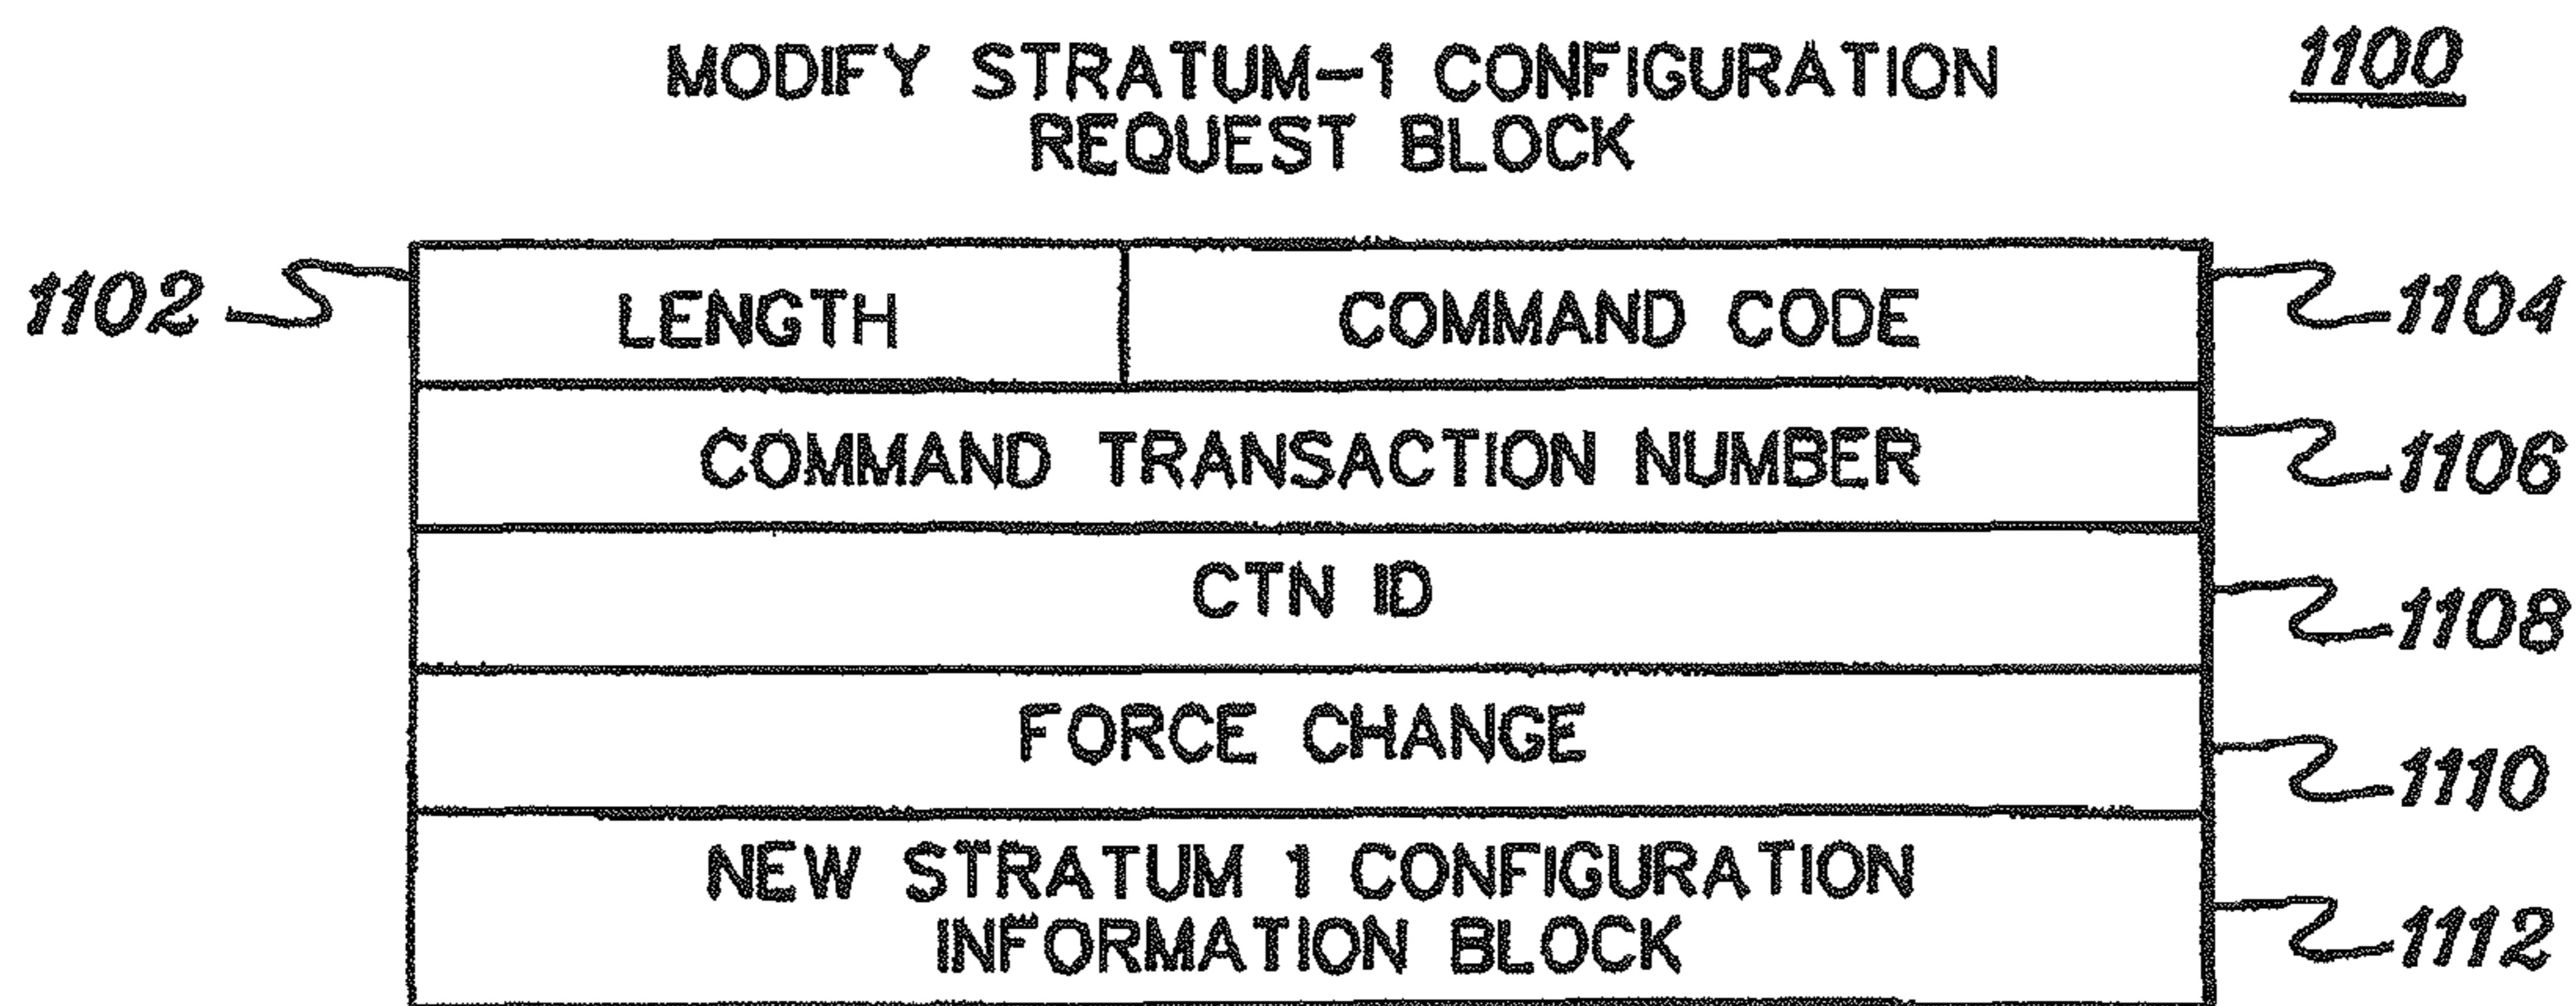 MODIFY STRATUM-1 CONFIGURATION 1100
REQUEST BLOCK
1102 LENGTH COMMAND CODE 1104
COMMAND TRANSACTION NUMBER 1106
CTN ID 1108
FORCE CHANGE 1110
NEW STRATUM 1 CONFIGURATION
INFORMATION BLOCK 1112